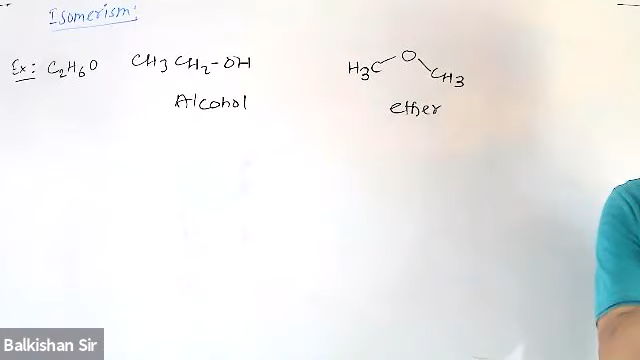 Isomerism:
Ex: C2H6O CH3 CH2-OH H3C O CH3
Alcohol ether
Balkishan Sir